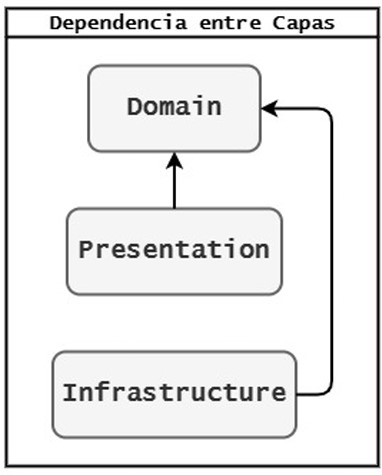 Dependencia entre Capas
Domain
Presentation
Infrastructure